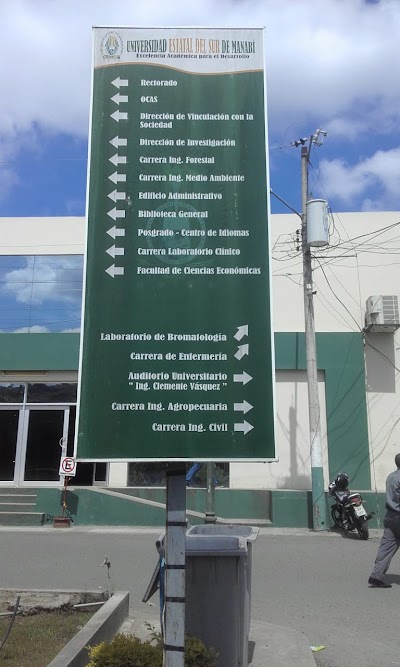 UNIVERSIDAD ESTATAL DEL SUR DE MANABÍ
Excelencia Académica para el Desarrollo
Rectorado
OCAS
Dirección de Vinculación con la
Sociedad
Dirección de Investigación
Carrera Ing. Forestal
Carrera Ing. Medio Ambiente
Edificio Administrativo
Biblioteca General
Posgrado - Centro de Idiomas
Carrera Laboratorio Clínico
Facultad de Ciencias Económicas
Laboratorio de Bromatología
Carrera de Enfermería
Auditorio Universitario
" Ing. Clemente Vásquez "
Carrera Ing. Agropecuaria
Carrera Ing. Civil
E